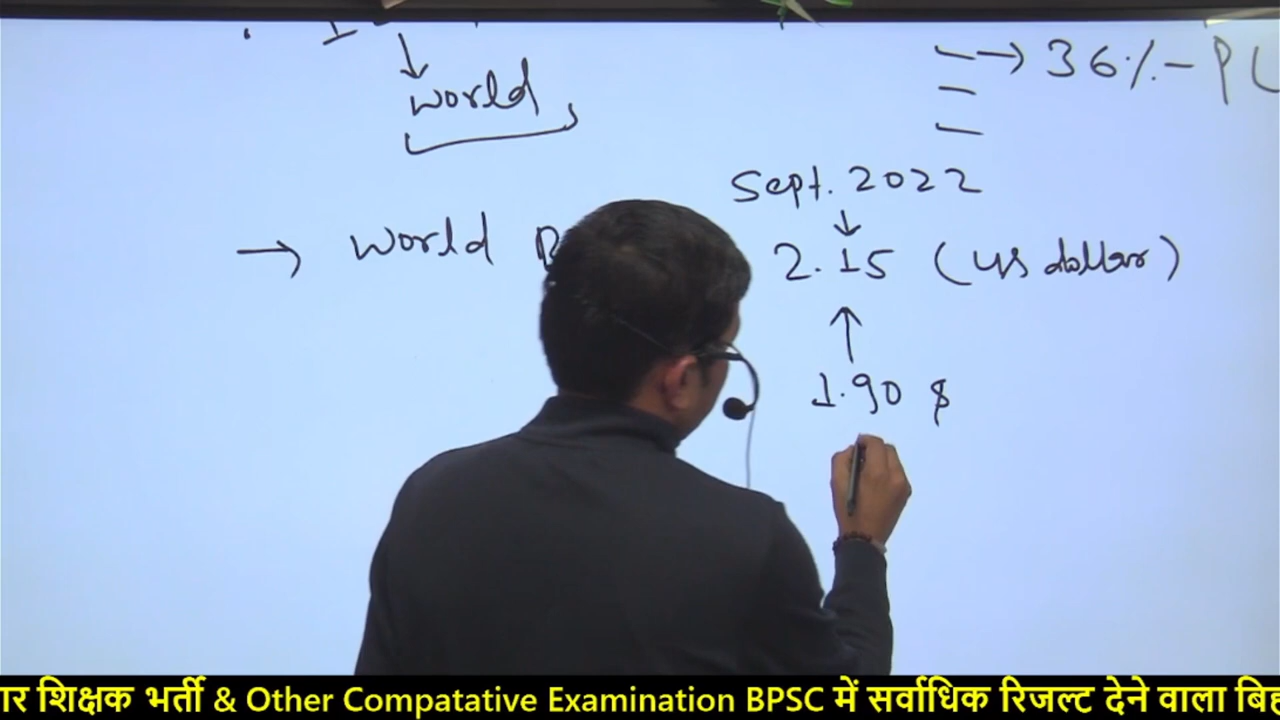 → 36% - PL
world
Sept. 2022
↓
→ World B 2.15 (us dollar)
↑
1.90 $
ार शिक्षक भर्ती & Other Compatative Examination BPSC में सर्वाधिक रिजल्ट देने वाला बिह